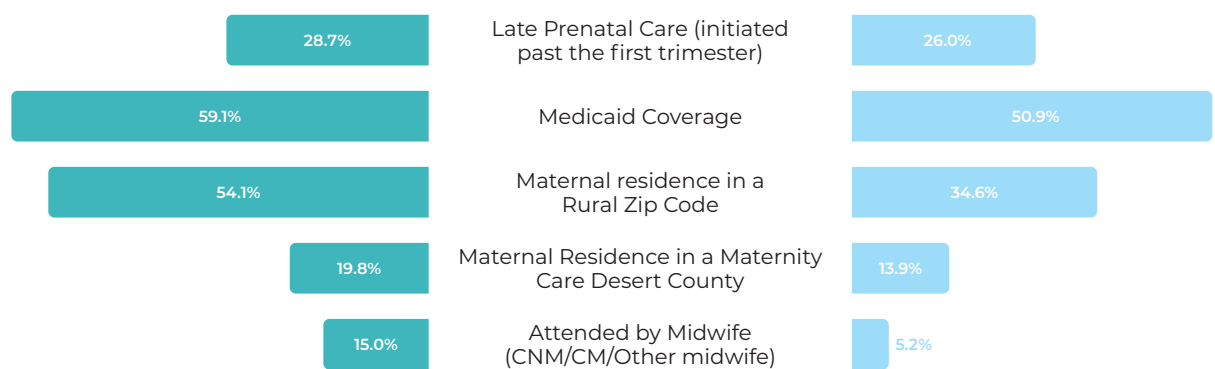 28.7%
Late Prenatal Care (initiated
past the first trimester)
26.0%
59.1%
Medicaid Coverage
50.9%
54.1%
Maternal residence in a
Rural Zip Code
34.6%
19.8%
Maternal Residence in a Maternity
Care Desert County
13.9%
15.0%
Attended by Midwife
(CNM/CM/Other midwife)
5.2%